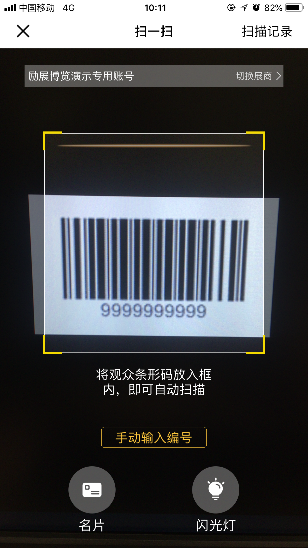 中国移动 4G 10:11 82%
扫一扫 扫描记录
励展博览演示专用账号 切换展商
9999999999
将观众条形码放入框
内，即可自动扫描
手动输入编号
名片 闪光灯